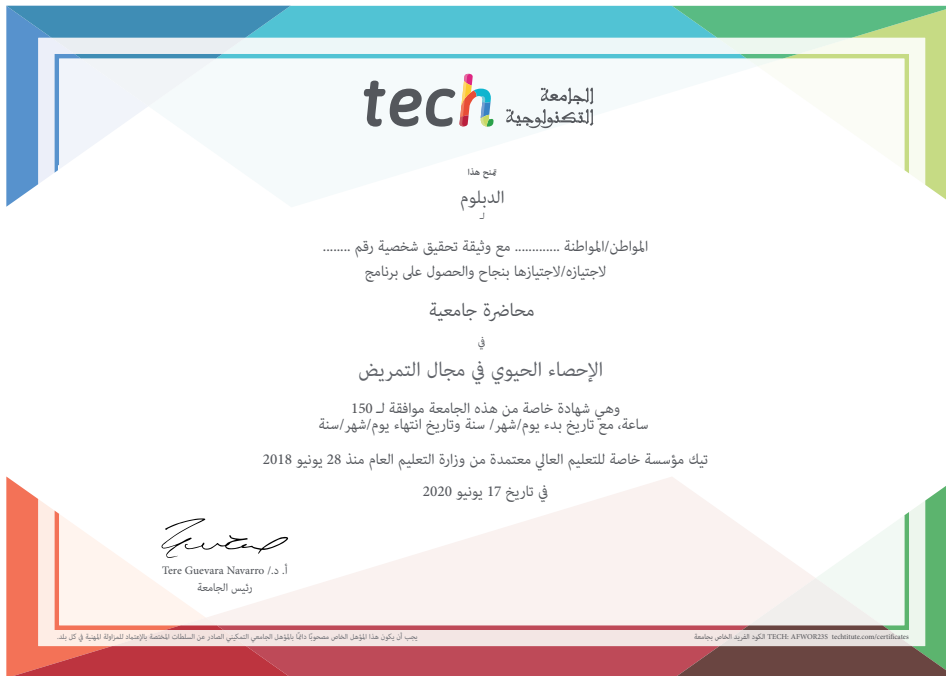 tech الجامعة
التكنولوجية
يُمنح هذا
الدبلوم
لـ
المواطن/المواطنة ............ مع وثيقة تحقيق شخصية رقم ........
لاجتيازه/لاجتيازها بنجاح والحصول على برنامج
محاضرة جامعية
في
الإحصاء الحيوي في مجال التمريض
وهي شهادة خاصة من هذه الجامعة موافقة لـ 150
ساعة، مع تاريخ بدء يوم/شهر/ سنة وتاريخ انتهاء يوم/شهر/سنة
تيك مؤسسة خاصة للتعليم العالي معتمدة من وزارة التعليم العام منذ 28 يونيو 2018
في تاريخ 17 يونيو 2020
أ. د./ Tere Guevara Navarro
رئيس الجامعة
يجب أن يكون هذا المؤهل الخاص مصحوبًا دائمًا بالمؤهل الجامعي التمكيني الصادر عن السلطات المختصة بالإعتماد للمزاولة المهنية في كل بلد.
الكود الفريد الخاص بجامعة TECH: AFWOR23S techtitute.com/certificates